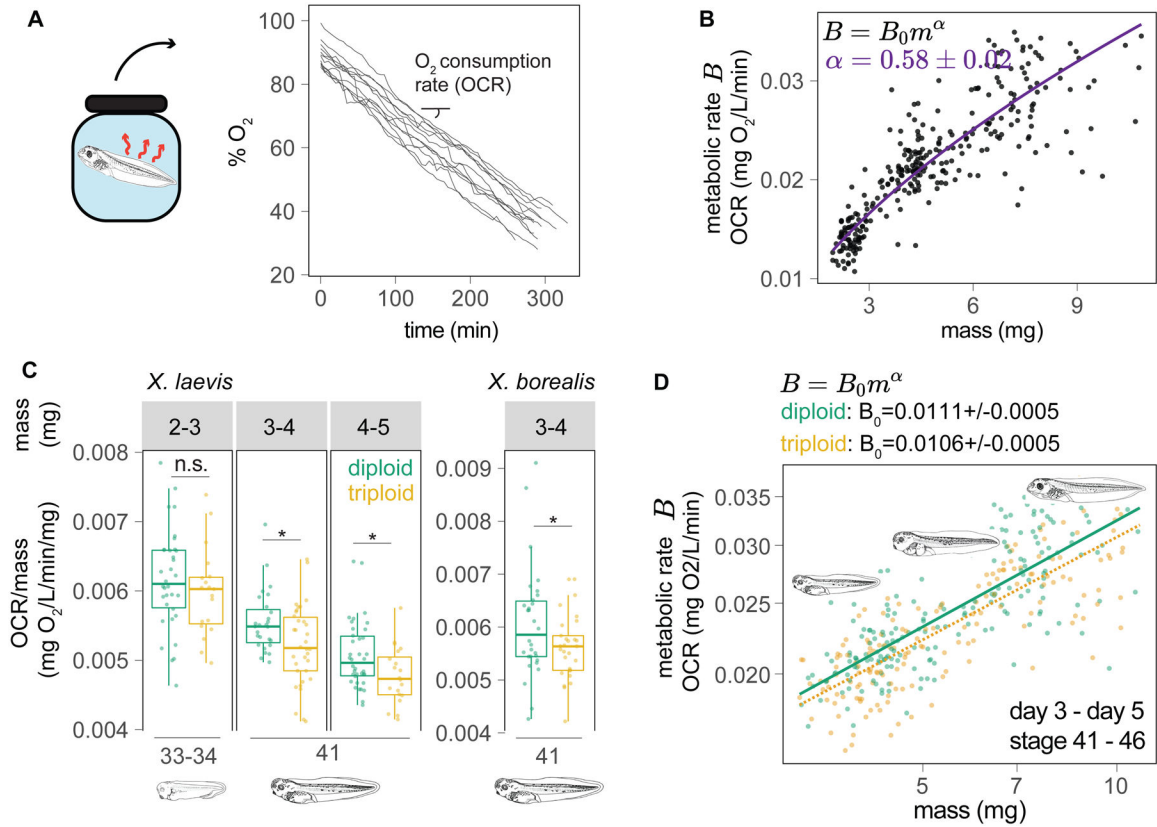 A
O₂ consumption
rate (OCR)
% O₂
100
80
60
40
20
0
100
200
300
time (min)
B
B = B₀m^α
α = 0.58 ± 0.02
metabolic rate B
OCR (mg O₂/L/min)
0.03
0.02
0.01
3
6
9
mass (mg)
C
X. laevis
X. borealis
mass
(mg)
2-3
3-4
4-5
3-4
n.s.
*
*
*
diploid
triploid
OCR/mass
(mg O₂/L/min/mg)
0.008
0.007
0.006
0.005
0.004
0.009
0.008
0.007
0.006
0.005
0.004
33-34
41
41
D
B = B₀m^α
diploid: B₀=0.0111+/-0.0005
triploid: B₀=0.0106+/-0.0005
metabolic rate B
OCR (mg O2/L/min)
0.035
0.030
0.025
0.020
day 3 - day 5
stage 41 - 46
5
7
10
mass (mg)